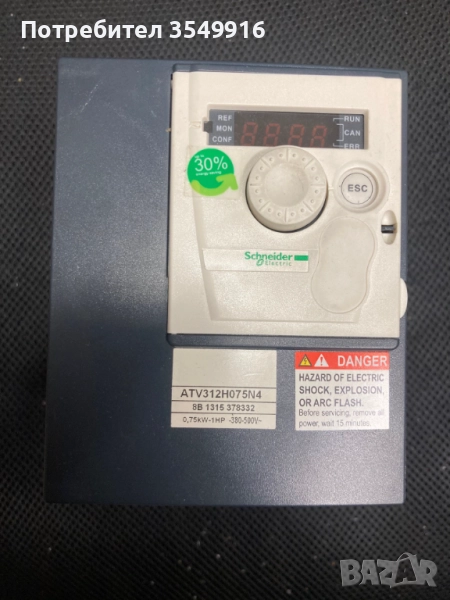 Потребител 3549916
REF
MON
CONF
RUN
CAN
ERR
30%
ESC
Schneider
Electric
ATV312H075N4
8B 1315 378332
0,75kW-1HP -380-500V~
DANGER
HAZARD OF ELECTRIC
SHOCK, EXPLOSION,
OR ARC FLASH.
Before servicing, remove all
power, wait 15 minutes.
BAZAR